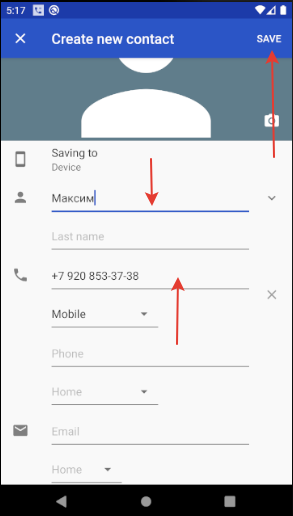 5:17
Create new contact
SAVE
Saving to
Device
Максим
Last name
+7 920 853-37-38
Mobile
Phone
Home
Email
Home